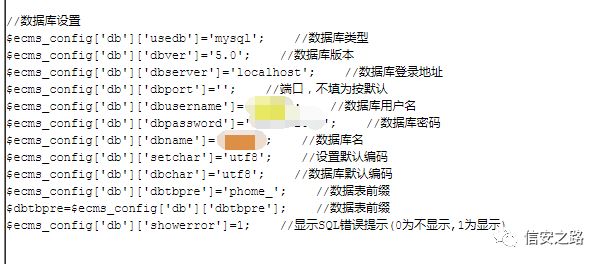 //数据库设置
$ecms_config['db']['usedb']='mysql';    //数据库类型
$ecms_config['db']['dbver']='5.0';    //数据库版本
$ecms_config['db']['dbserver']='localhost';    //数据库登录地址
$ecms_config['db']['dbport']='';    //端口，不填为按默认
$ecms_config['db']['dbusername']=    ;    //数据库用户名
$ecms_config['db']['dbpassword']='    ';    //数据库密码
$ecms_config['db']['dbname']=    ;    //数据库名
$ecms_config['db']['setchar']='utf8';    //设置默认编码
$ecms_config['db']['dbchar']='utf8';    //数据库默认编码
$ecms_config['db']['dbtbpre']='phome_';    //数据表前缀
$dbtbpre=$ecms_config['db']['dbtbpre'];    //数据表前缀
$ecms_config['db']['showerror']=1;    //显示SQL错误提示(0为不显示,1为显示)
信安之路